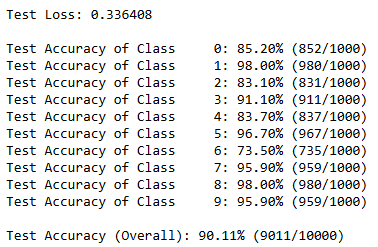 Test Loss: 0.336408
Test Accuracy of Class     0: 85.20% (852/1000)
Test Accuracy of Class     1: 98.00% (980/1000)
Test Accuracy of Class     2: 83.10% (831/1000)
Test Accuracy of Class     3: 91.10% (911/1000)
Test Accuracy of Class     4: 83.70% (837/1000)
Test Accuracy of Class     5: 96.70% (967/1000)
Test Accuracy of Class     6: 73.50% (735/1000)
Test Accuracy of Class     7: 95.90% (959/1000)
Test Accuracy of Class     8: 98.00% (980/1000)
Test Accuracy of Class     9: 95.90% (959/1000)
Test Accuracy (Overall): 90.11% (9011/10000)